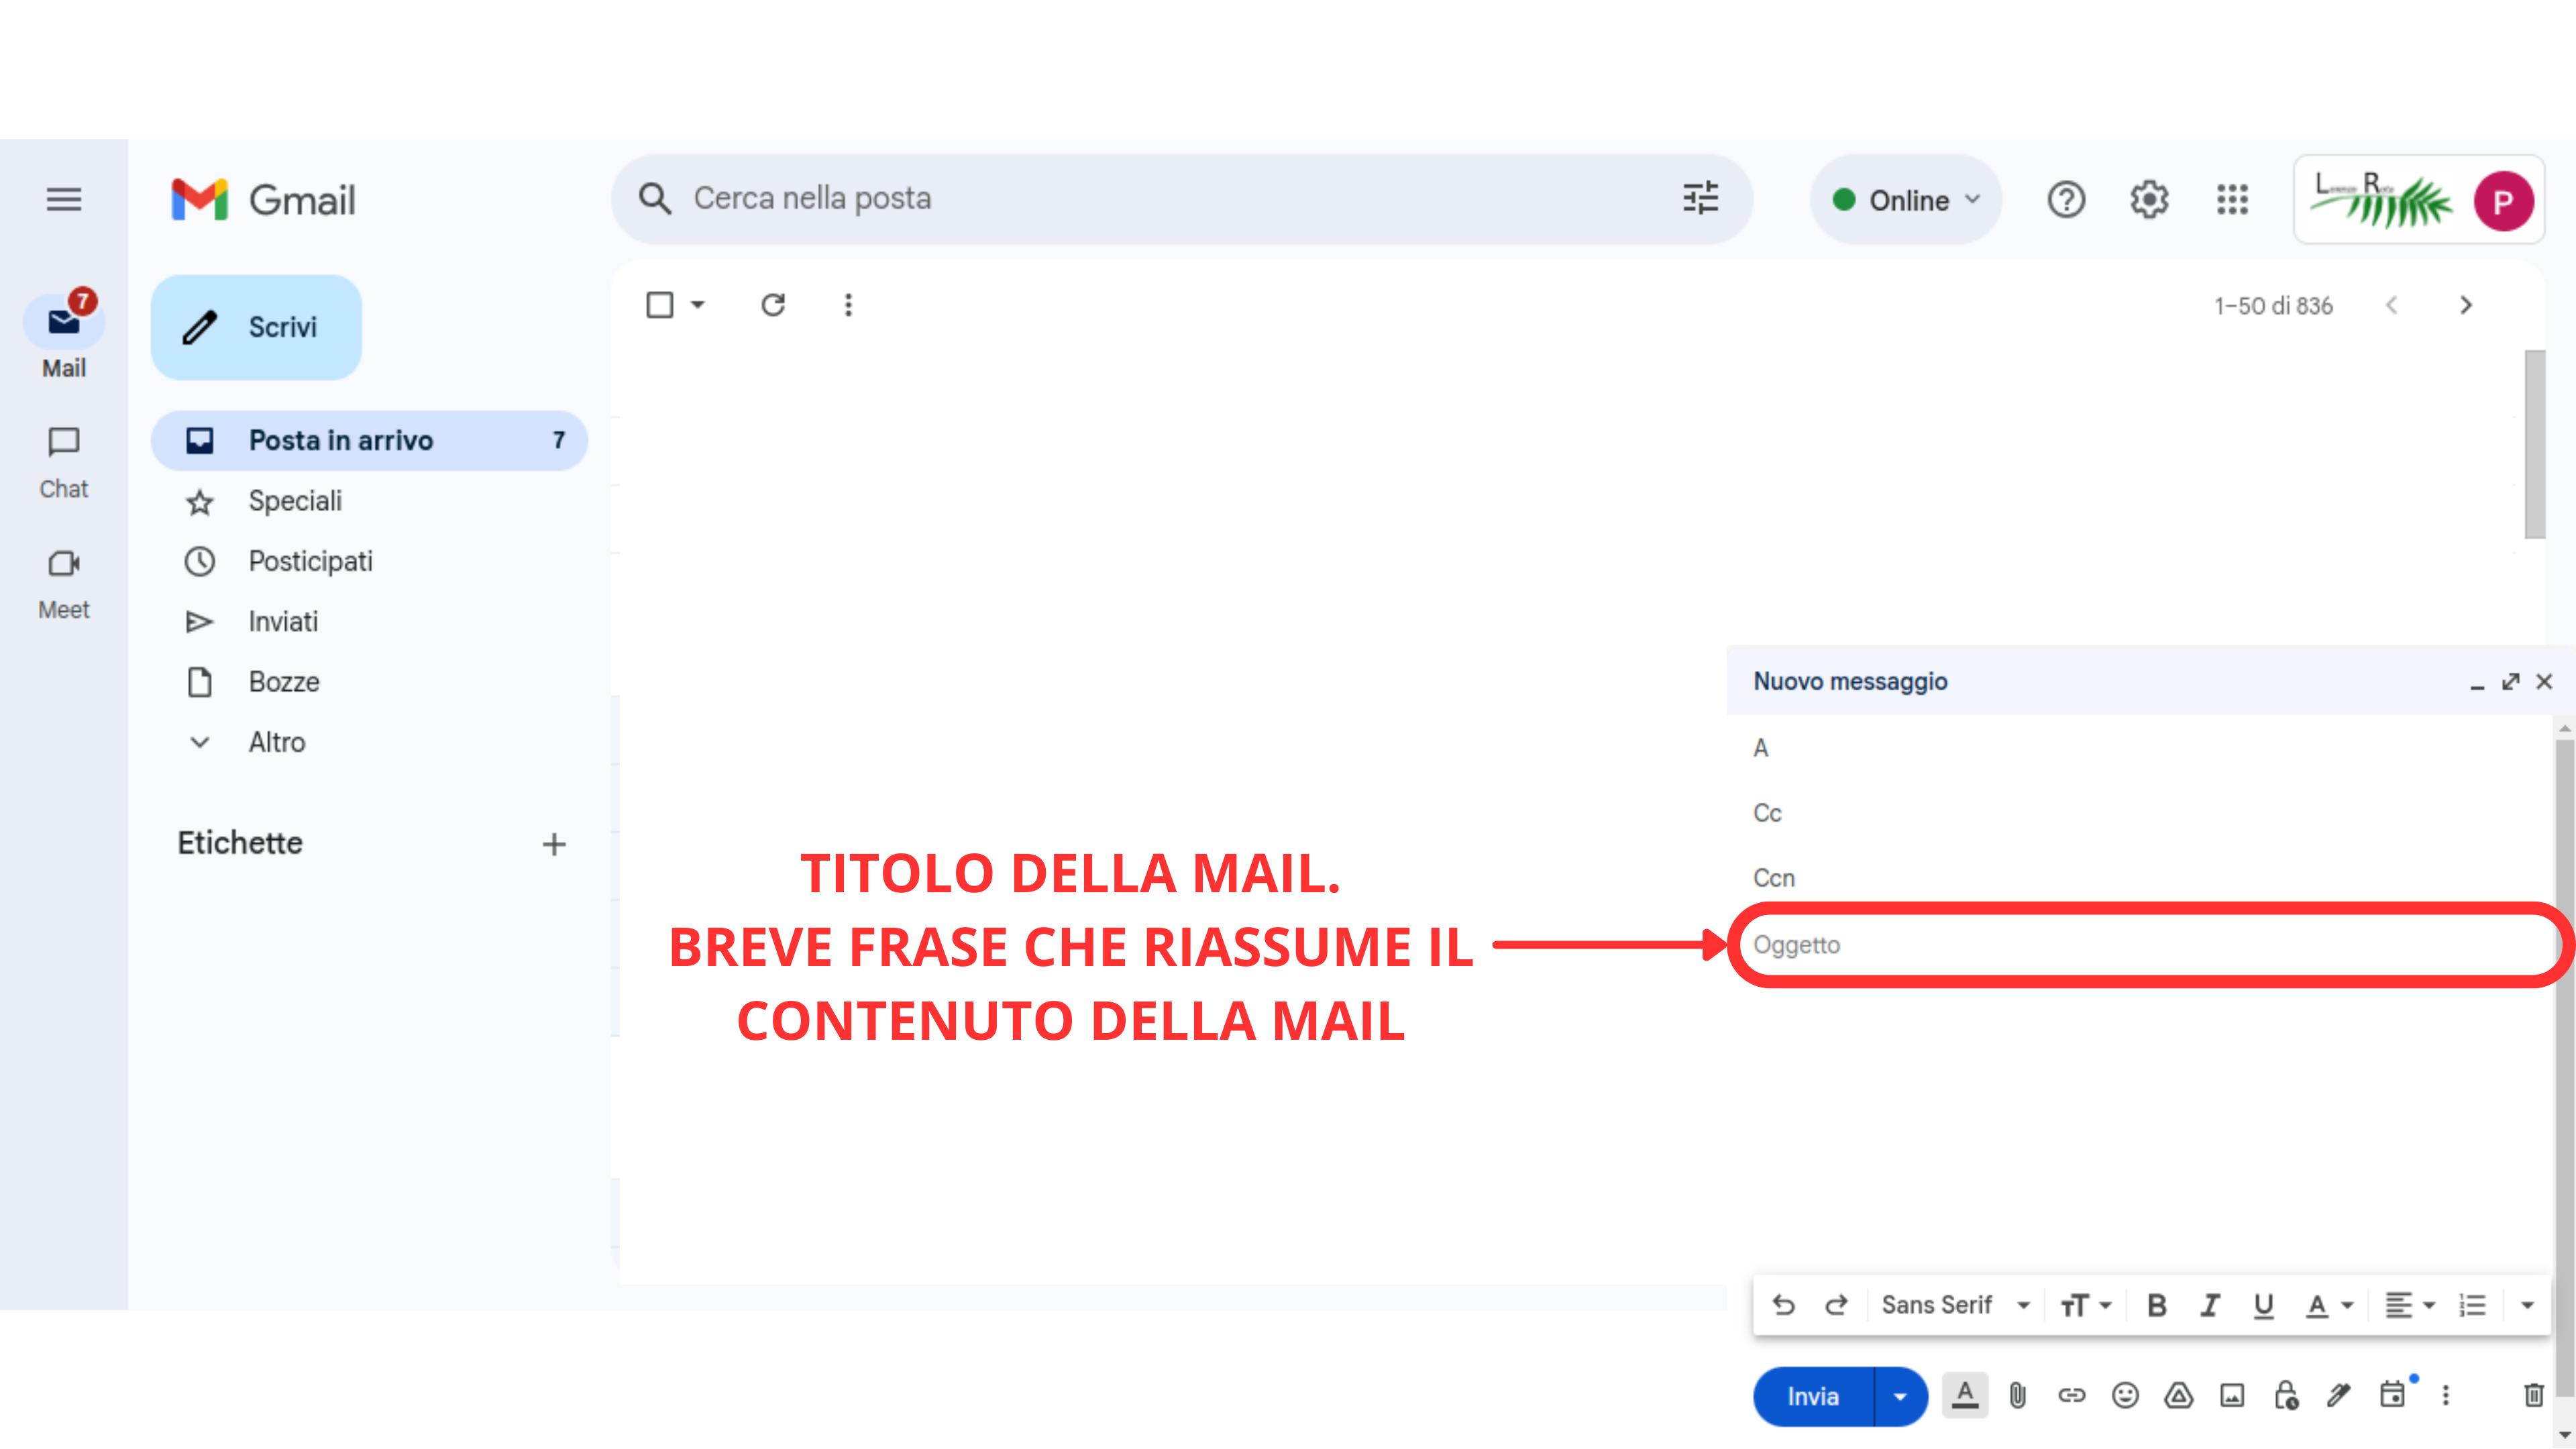 Gmail
Cerca nella posta
Online
P
7
Mail
Scrivi
1–50 di 836
Posta in arrivo 7
Chat
Speciali
Posticipati
Meet
Inviati
Bozze
Altro
Etichette
Nuovo messaggio
A
Cc
Ccn
Oggetto
TITOLO DELLA MAIL.
BREVE FRASE CHE RIASSUME IL
CONTENUTO DELLA MAIL
Sans Serif
Invia